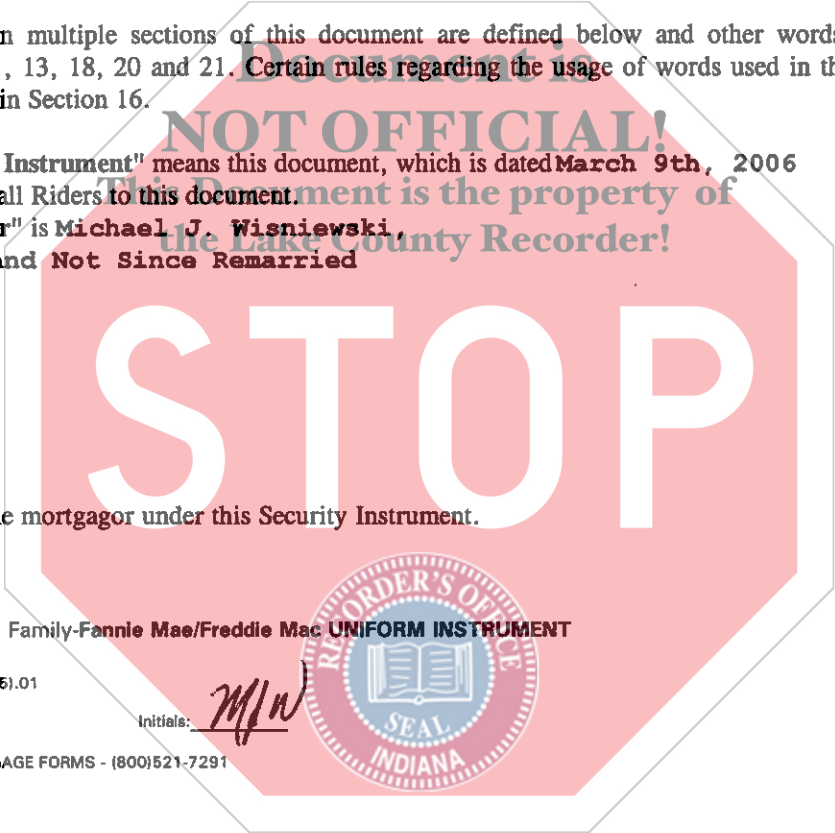 n multiple sections of this document are defined below and other words
, 13, 18, 20 and 21. Certain rules regarding the usage of words used in th
in Section 16.
Document is
NOT OFFICIAL!
This Document is the property of
the Lake County Recorder!
Instrument" means this document, which is dated March 9th, 2006
all Riders to this document.
r" is Michael J. Wisniewski,
nd Not Since Remarried
STOP
e mortgagor under this Security Instrument.
Family-Fannie Mae/Freddie Mac UNIFORM INSTRUMENT
).01
Initials: MJW
AGE FORMS - (800)521-7291
RECORDER'S OFFICE
SEAL
INDIANA